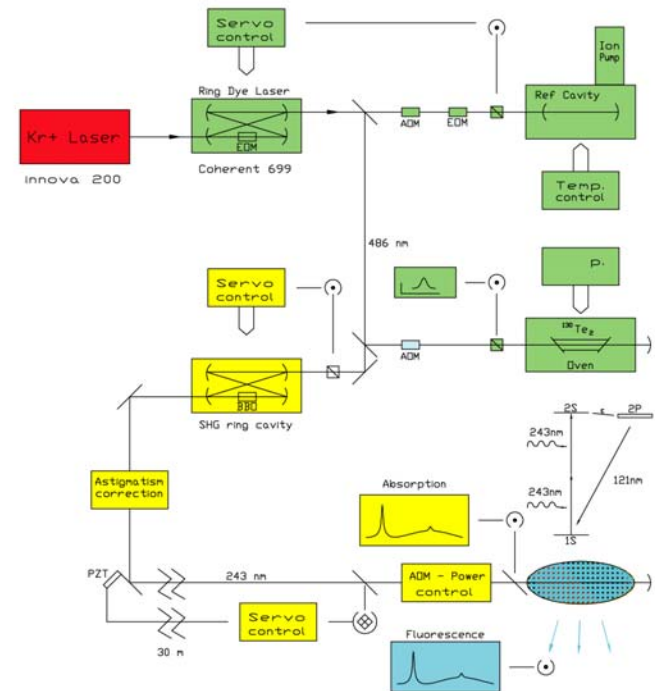 Servo
control
Ion
Pump
Ring Dye Laser
Ref Cavity
Kr+ Laser
EOM
AOM
EOM
Innova 200
Coherent 699
Temp.
control
486 nm
Servo
control
p.
¹³⁰Te₂
AOM
Oven
BBO
SHG ring cavity
2S
ε
2P
243nm
Astigmatism
correction
Absorption
243nm
121nm
1S
PZT
243 nm
AOM - Power
control
Servo
control
30 m
Fluorescence